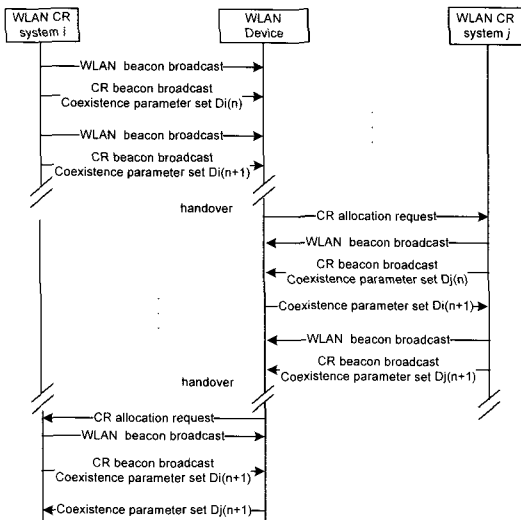 WLAN CR
system i
WLAN
Device
WLAN CR
system j
WLAN beacon broadcast
CR beacon broadcast
Coexistence parameter set Di(n)
WLAN beacon broadcast
CR beacon broadcast
Coexistence parameter set Di(n+1)
handover
CR allocation request
WLAN beacon broadcast
CR beacon broadcast
Coexistence parameter set Dj(n)
Coexistence parameter set Di(n+1)
WLAN beacon broadcast
CR beacon broadcast
Coexistence parameter set Dj(n+1)
handover
CR allocation request
WLAN beacon broadcast
CR beacon broadcast
Coexistence parameter set Di(n+1)
Coexistence parameter set Dj(n+1)